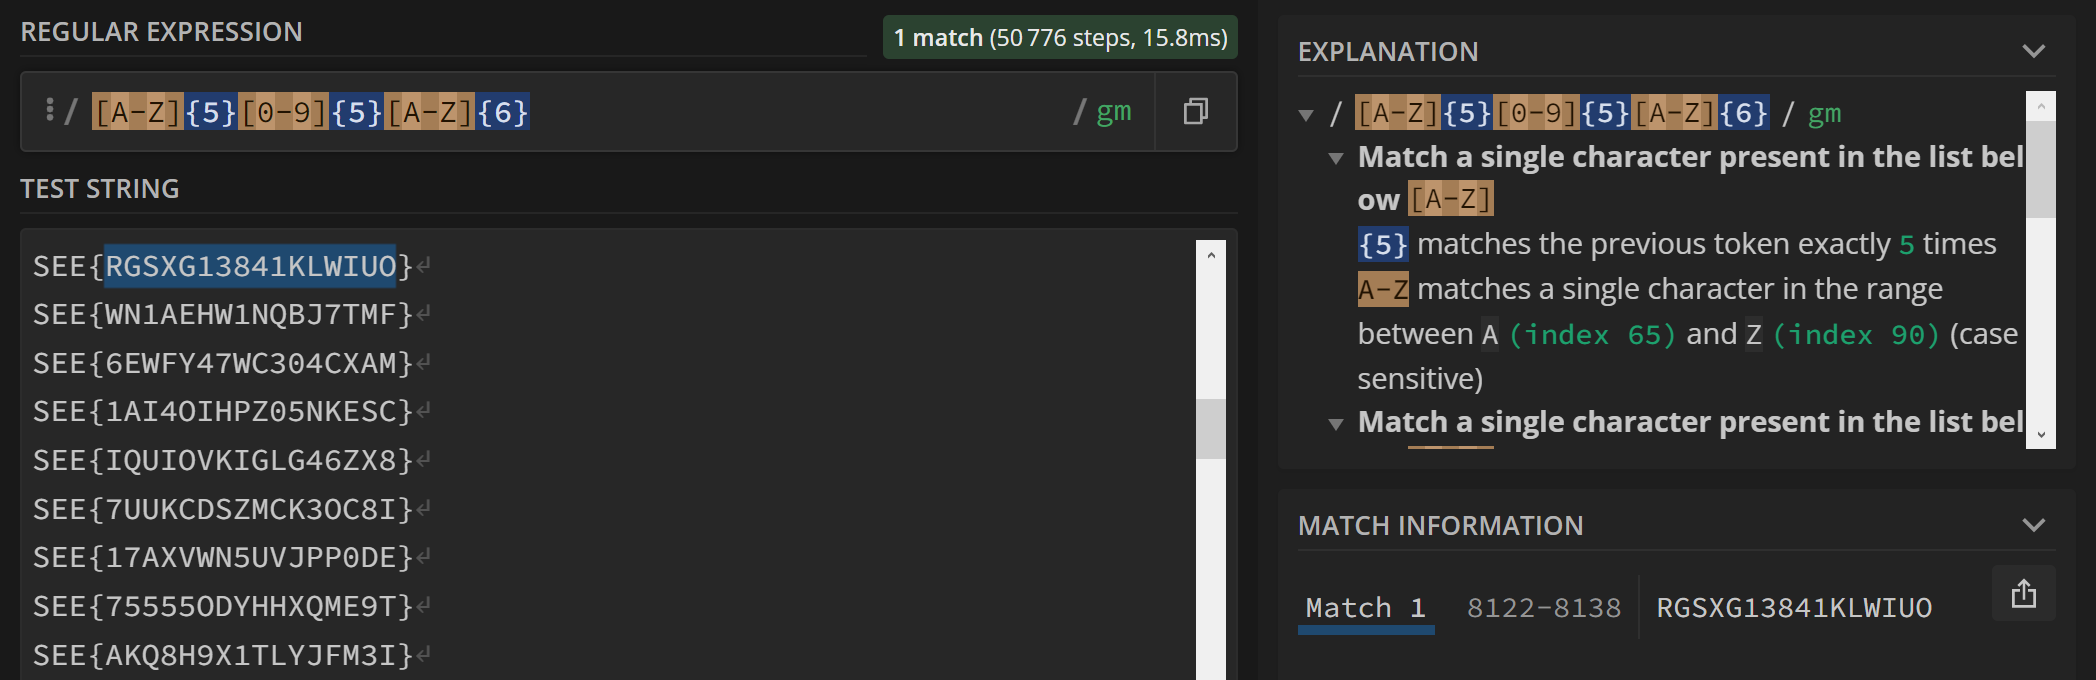 REGULAR EXPRESSION
1 match (50 776 steps, 15.8ms)
/ [A-Z]{5}[0-9]{5}[A-Z]{6} / gm
TEST STRING
SEE{RGSXG13841KLWIUO}↵
SEE{WN1AEHW1NQBJ7TMF}↵
SEE{6EWFY47WC304CXAM}↵
SEE{1AI4OIHPZ05NKESC}↵
SEE{IQUIOVKIGLG46ZX8}↵
SEE{7UUKCDSZMCK3OC8I}↵
SEE{17AXVWN5UVJPP0DE}↵
SEE{75555ODYHHXQME9T}↵
SEE{AKQ8H9X1TLYJFM3I}↵
EXPLANATION
/ [A-Z]{5}[0-9]{5}[A-Z]{6} / gm
Match a single character present in the list bel
ow [A-Z]
{5} matches the previous token exactly 5 times
A-Z matches a single character in the range
between A (index 65) and Z (index 90) (case
sensitive)
Match a single character present in the list bel
MATCH INFORMATION
Match 1 8122-8138 RGSXG13841KLWIUO